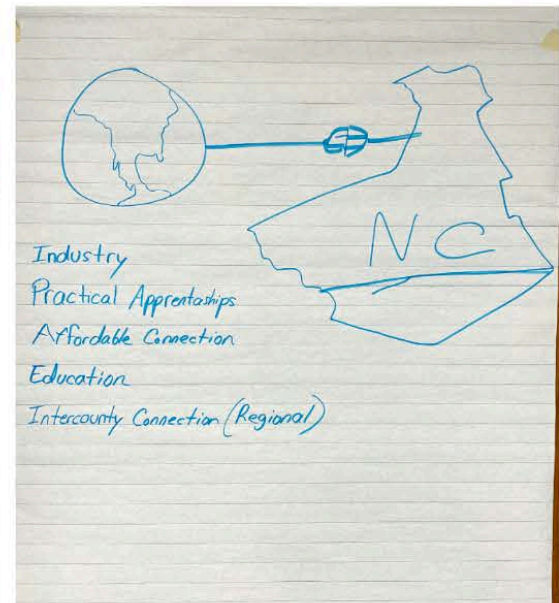 NC
Industry
Practical Apprentaships
Affordable Connection
Education
Intercounty Connection (Regional)